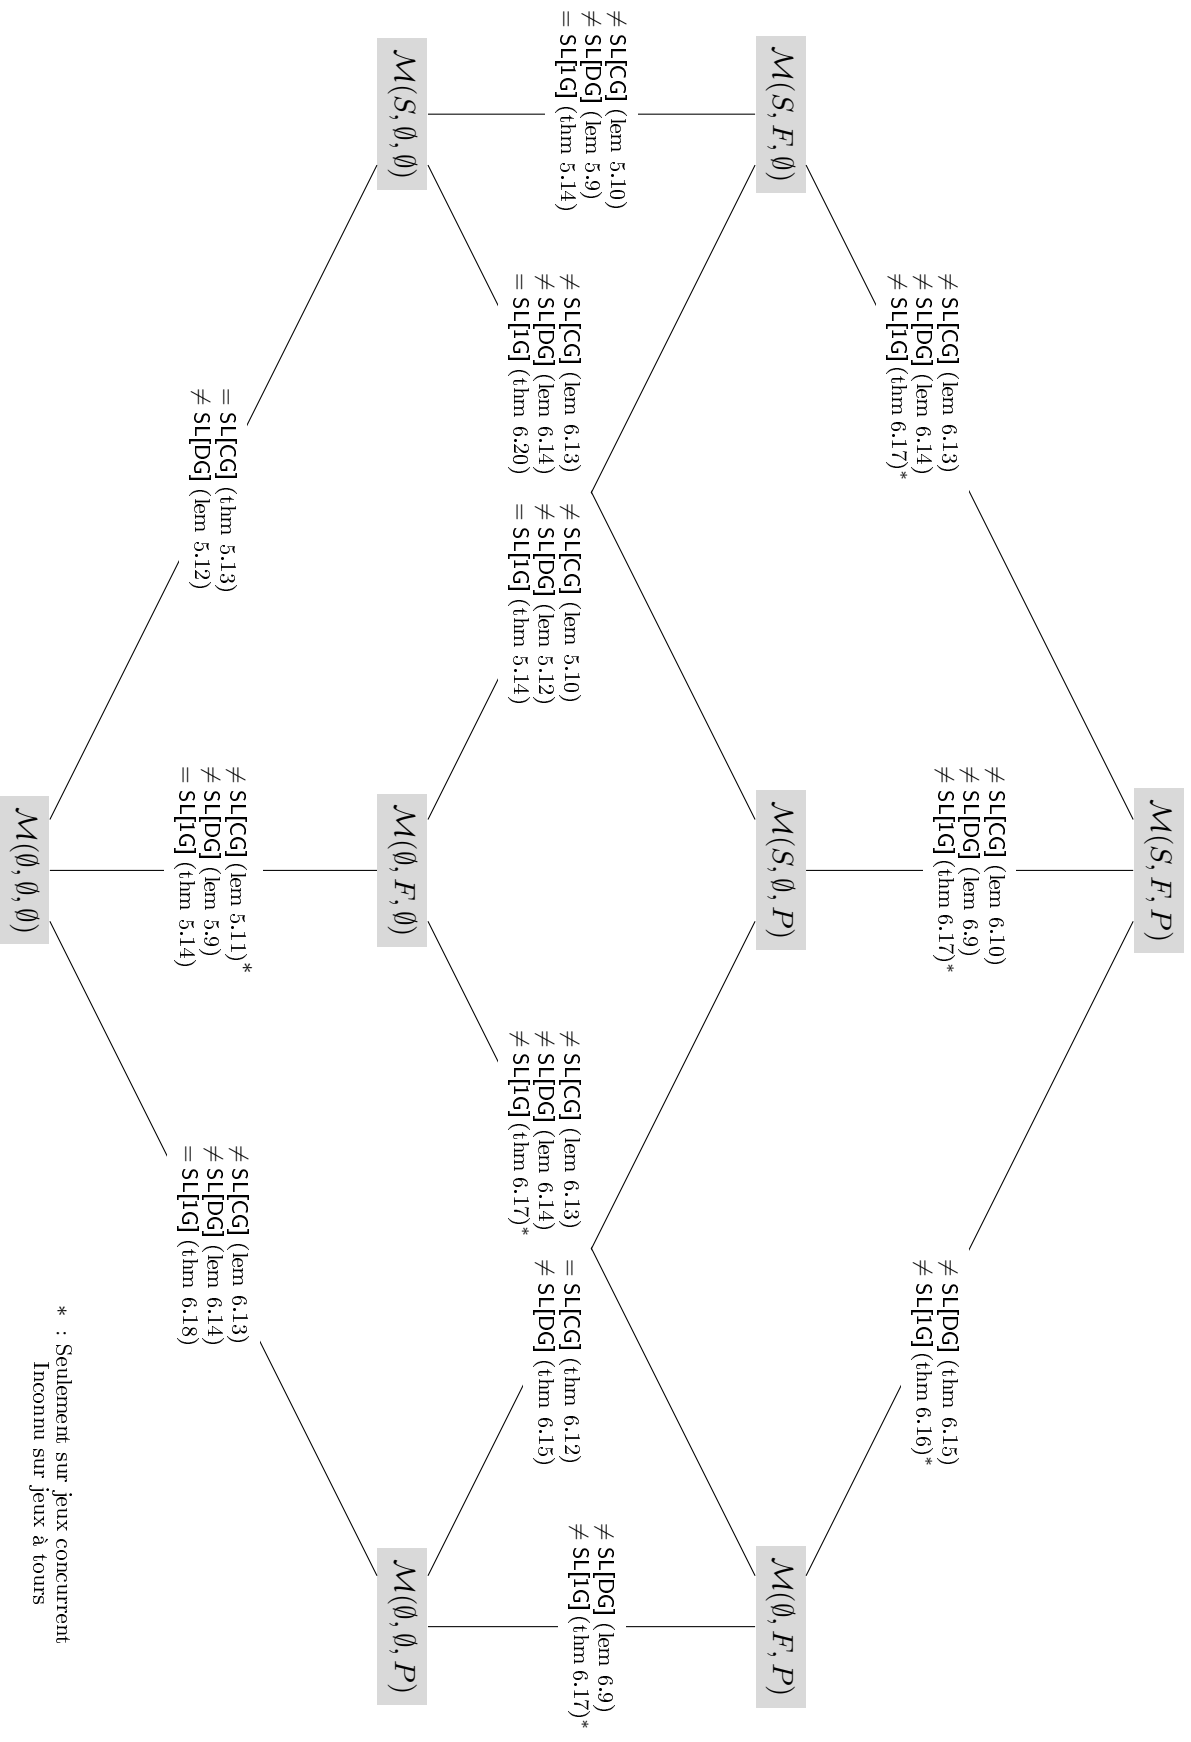 𝓜(S, F, P)
≠ SL[CG] (lem 6.13)
≠ SL[DG] (lem 6.14)
≠ SL[1G] (thm 6.17)*
≠ SL[CG] (lem 6.10)
≠ SL[DG] (lem 6.9)
≠ SL[1G] (thm 6.17)*
≠ SL[DG] (thm 6.15)
≠ SL[1G] (thm 6.16)*
𝓜(S, F, ∅)
𝓜(S, ∅, P)
𝓜(∅, F, P)
≠ SL[CG] (lem 5.10)
≠ SL[DG] (lem 5.9)
= SL[1G] (thm 5.14)
≠ SL[CG] (lem 6.13)
≠ SL[DG] (lem 6.14)
= SL[1G] (thm 6.20)
≠ SL[CG] (lem 5.10)
≠ SL[DG] (lem 5.12)
= SL[1G] (thm 5.14)
≠ SL[CG] (lem 6.13)
≠ SL[DG] (lem 6.14)
≠ SL[1G] (thm 6.17)*
= SL[CG] (thm 6.12)
≠ SL[DG] (thm 6.15)
≠ SL[DG] (lem 6.9)
≠ SL[1G] (thm 6.17)*
𝓜(S, ∅, ∅)
𝓜(∅, F, ∅)
𝓜(∅, ∅, P)
= SL[CG] (thm 5.13)
≠ SL[DG] (lem 5.12)
≠ SL[CG] (lem 5.11)*
≠ SL[DG] (lem 5.9)
= SL[1G] (thm 5.14)
≠ SL[CG] (lem 6.13)
≠ SL[DG] (lem 6.14)
= SL[1G] (thm 6.18)
𝓜(∅, ∅, ∅)
* : Seulement sur jeux concurrent
Inconnu sur jeux à tours